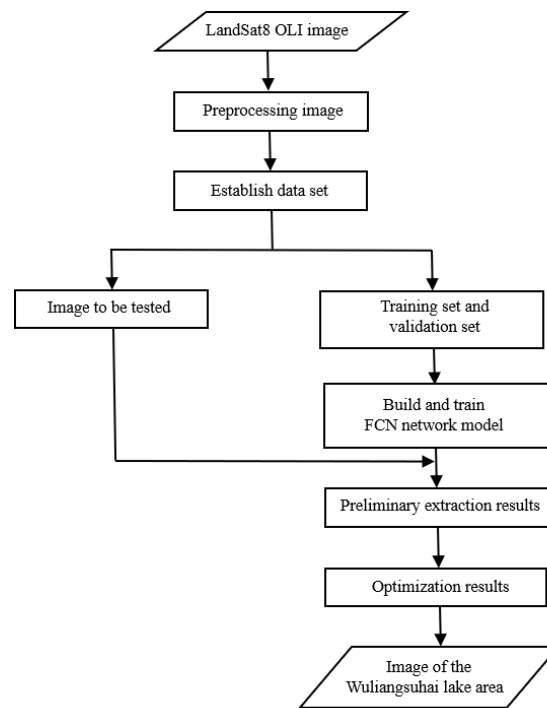 LandSat8 OLI image
Preprocessing image
Establish data set
Image to be tested
Training set and
validation set
Build and train
FCN network model
Preliminary extraction results
Optimization results
Image of the
Wuliangsuhai lake area